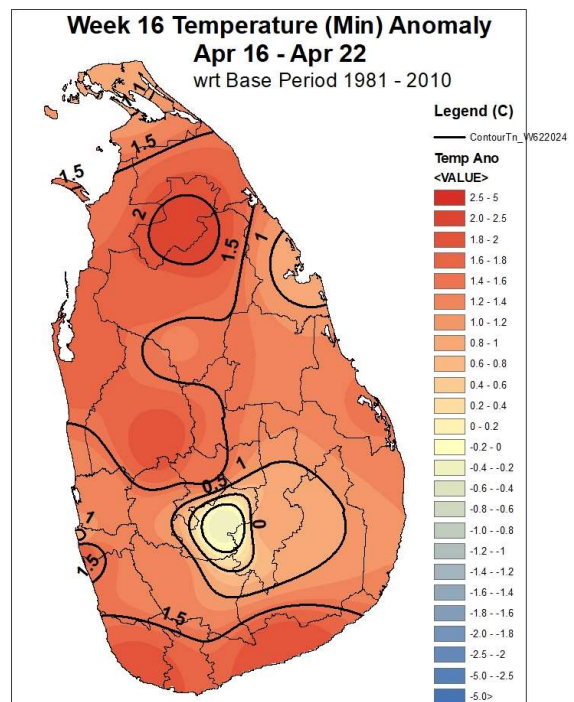 Week 16 Temperature (Min) Anomaly
Apr 16 - Apr 22
wrt Base Period 1981 - 2010
Legend (C)
ContourTn_W622024
Temp Ano
<VALUE>
2.5 - 5
2.0 - 2.5
1.8 - 2
1.6 - 1.8
1.4 - 1.6
1.2 - 1.4
1.0 - 1.2
0.8 - 1
0.6 - 0.8
0.4 - 0.6
0.2 - 0.4
0 - 0.2
-0.2 - 0
-0.4 - -0.2
-0.6 - -0.4
-0.8 - -0.6
-1.0 - -0.8
-1.2 - -1
-1.4 - -1.2
-1.6 - -1.4
-1.8 - -1.6
-2.0 - -1.8
-2.5 - -2
-5.0 - -2.5
-5.0>
1
1
1.5
1.5
2
1.5
1
1
0.5
0
1
1.5
1.5